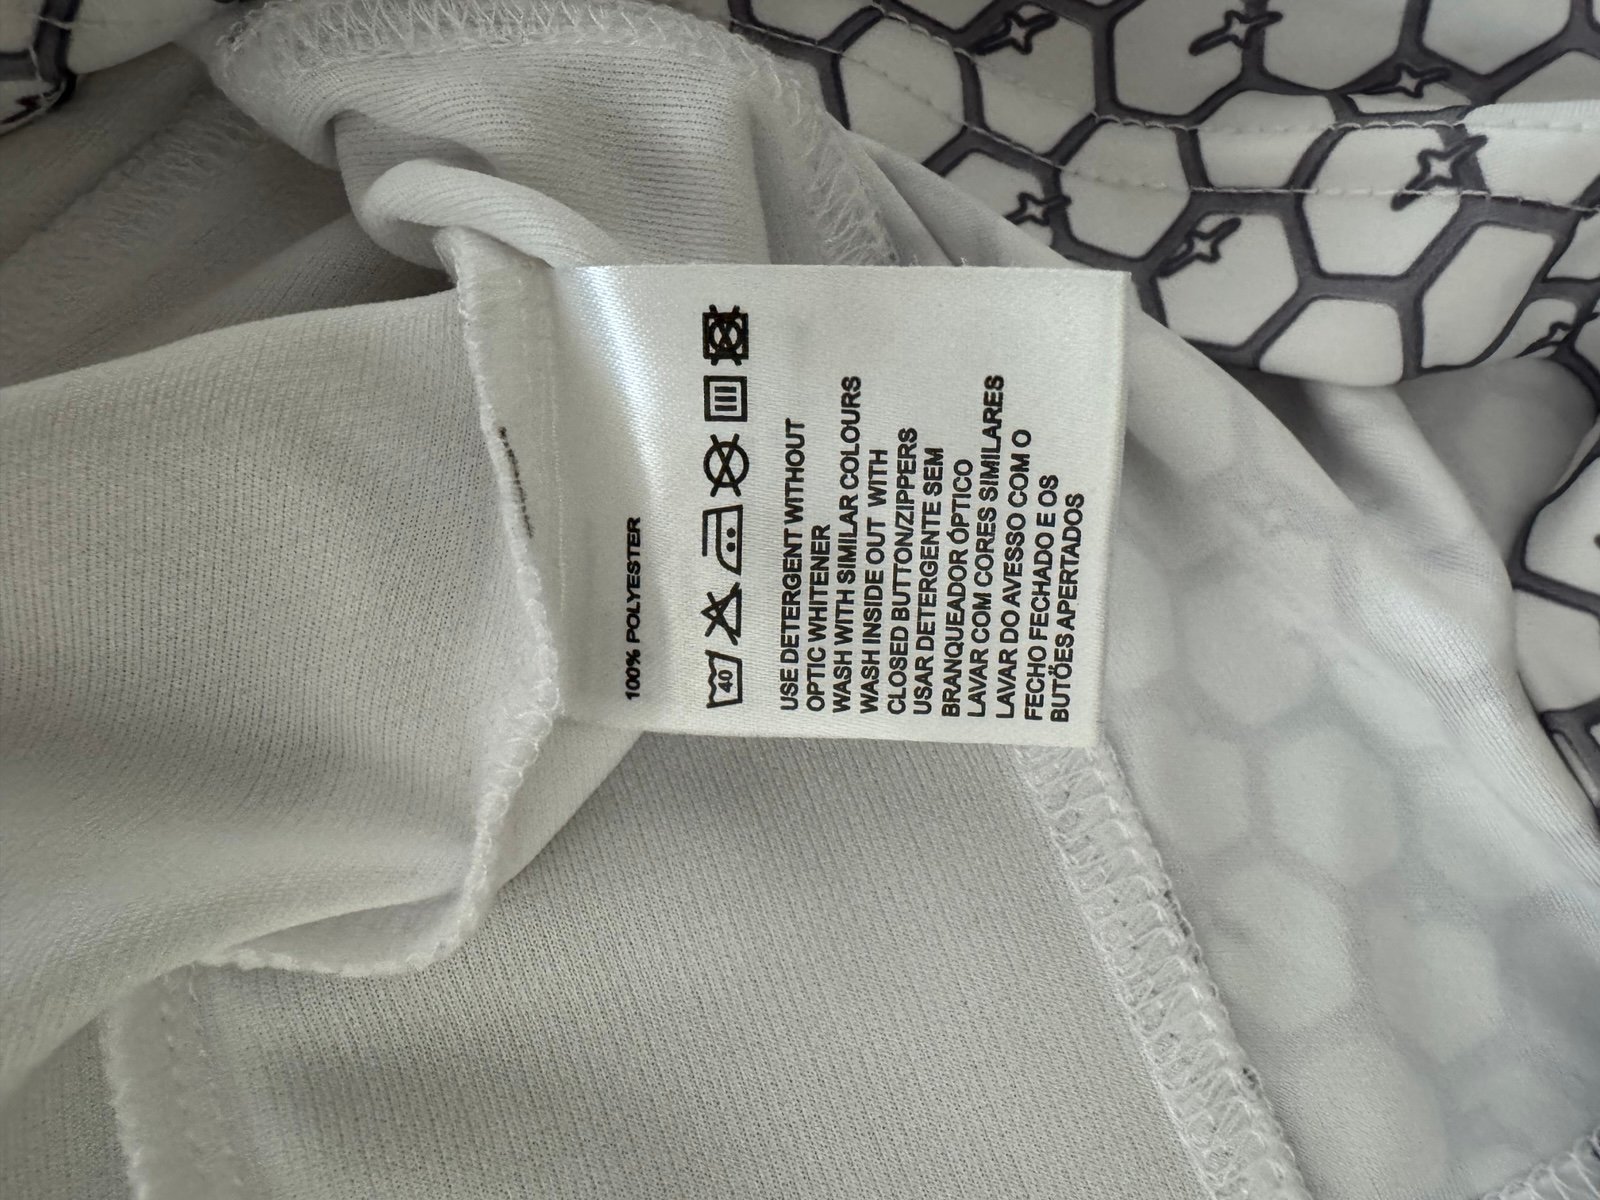 100% POLYESTER
40
USE DETERGENT WITHOUT
OPTIC WHITENER
WASH WITH SIMILAR COLOURS
WASH INSIDE OUT WITH
CLOSED BUTTON/ZIPPERS
USAR DETERGENTE SEM
BRANQUEADOR ÓPTICO
LAVAR COM CORES SIMILARES
LAVAR DO AVESSO COM O
FECHO FECHADO E OS
BUTÕES APERTADOS